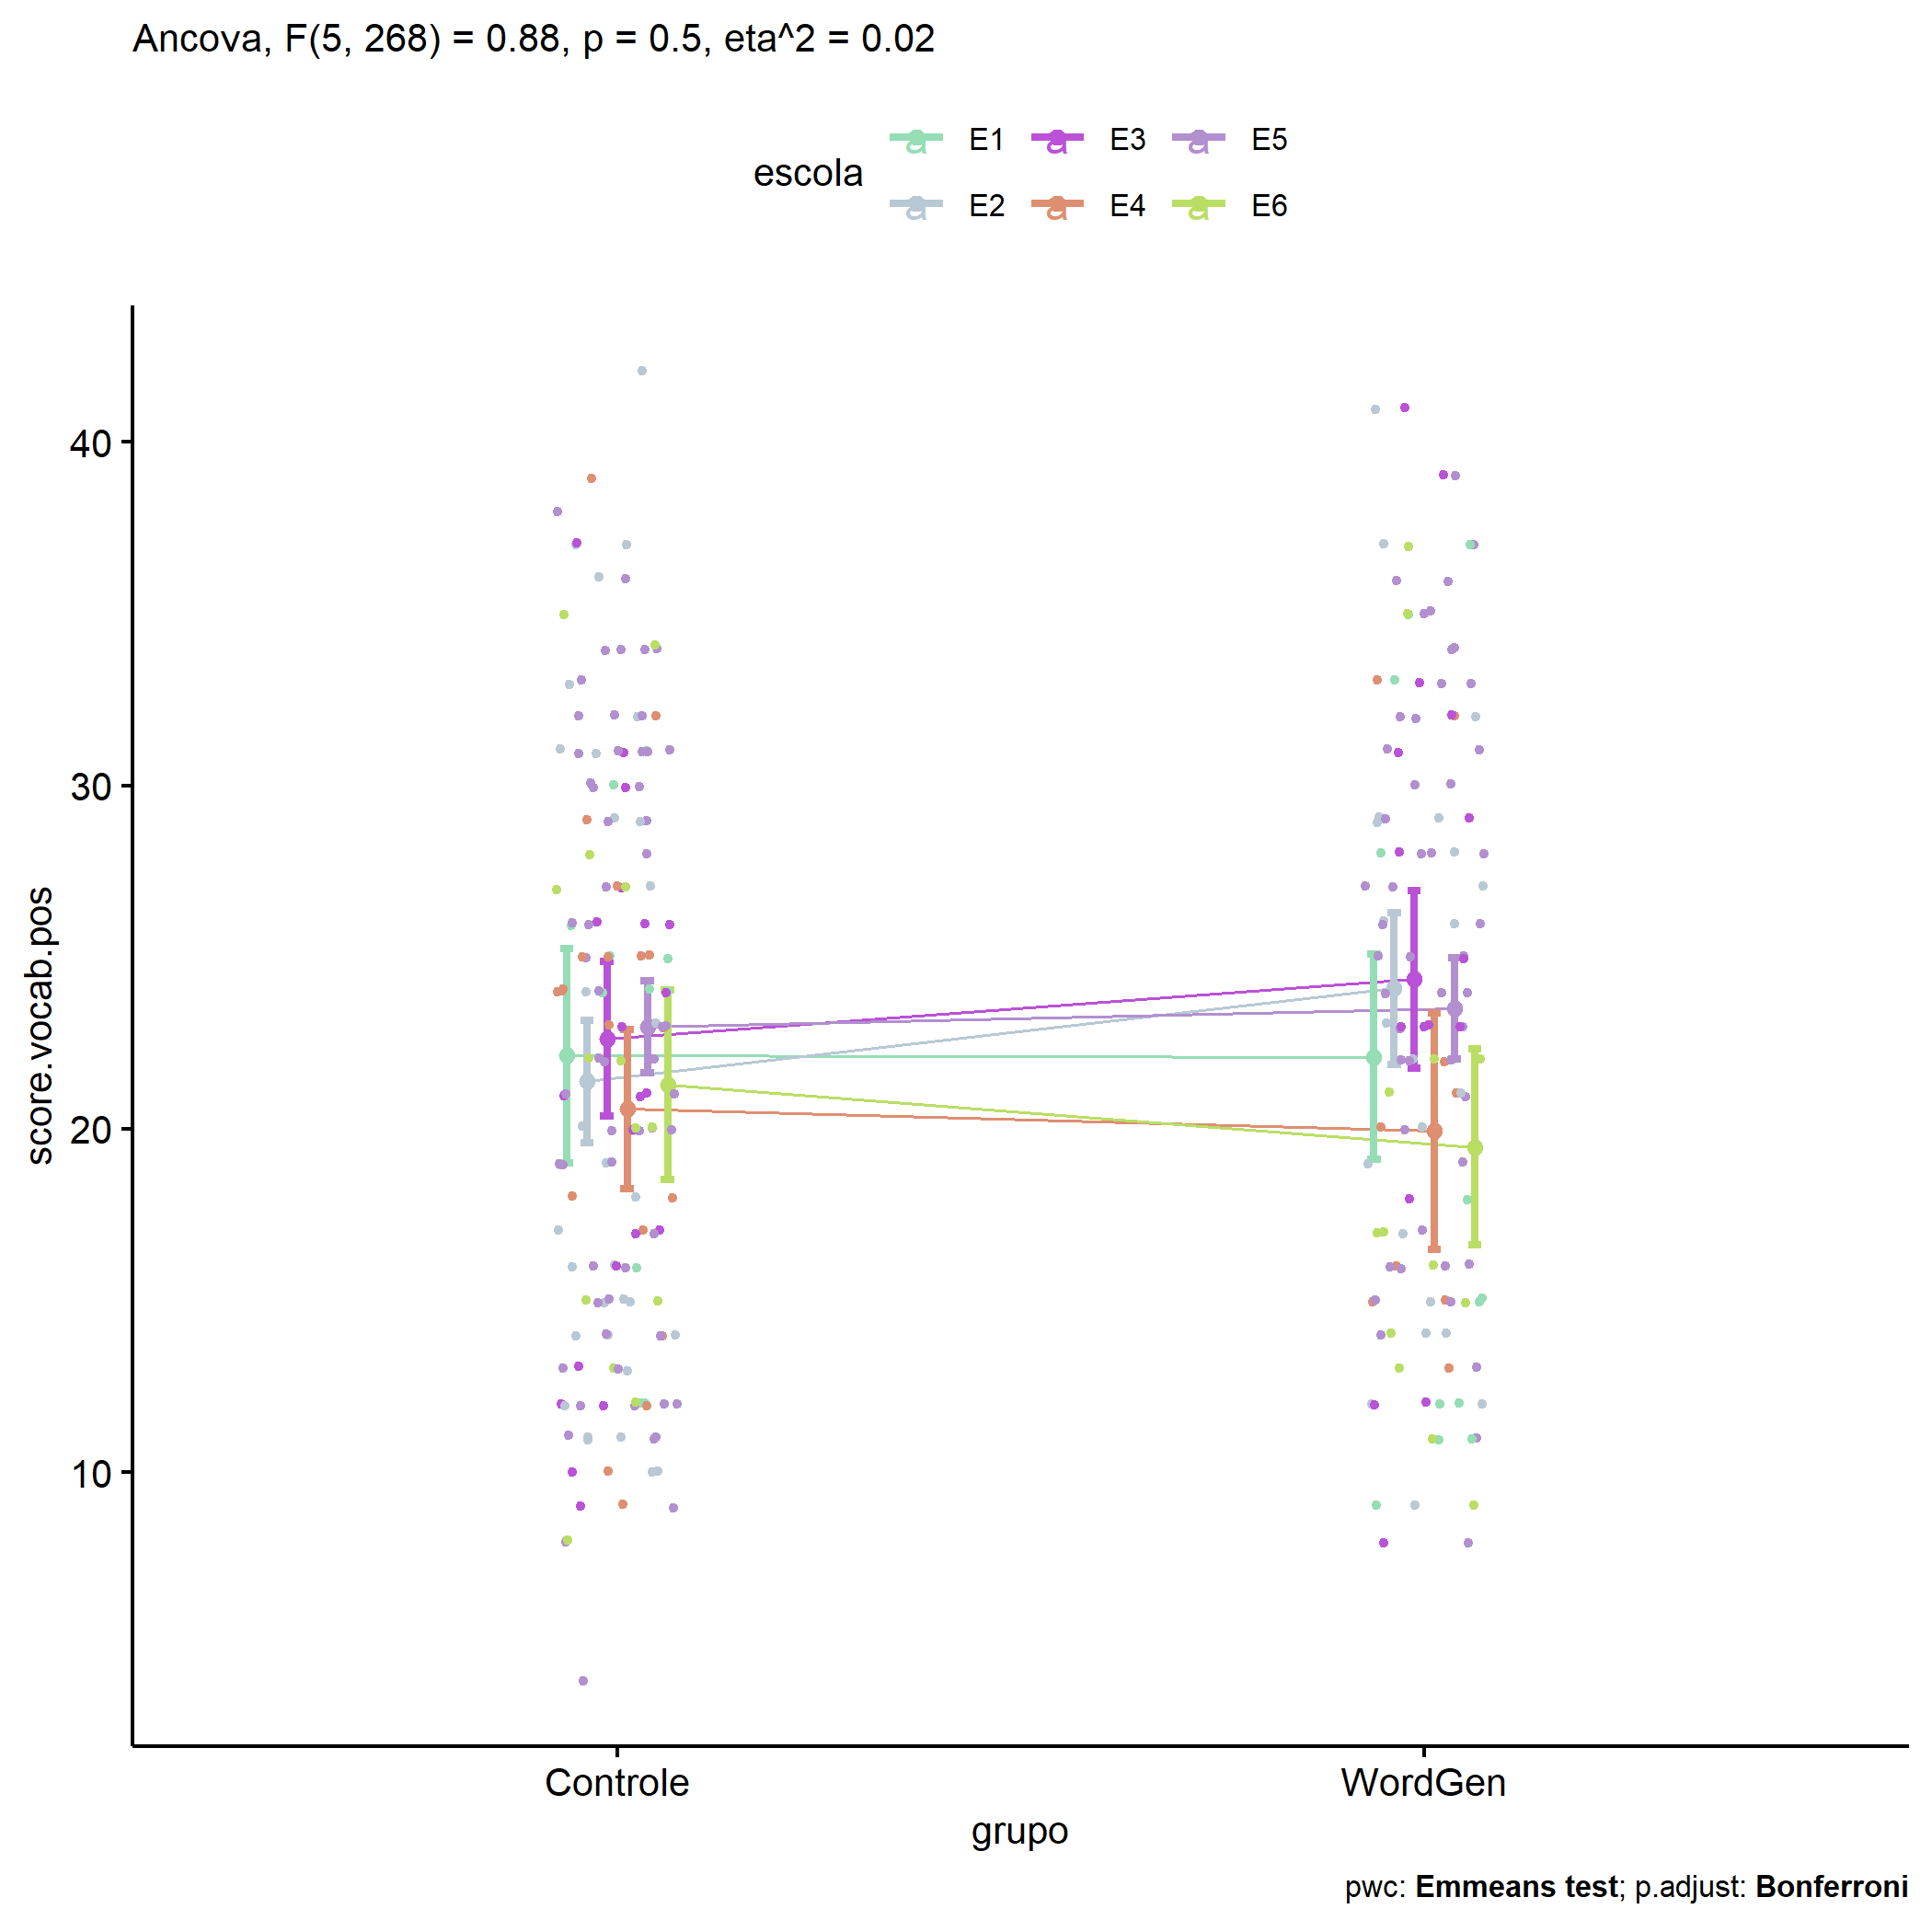 Ancova, F(5, 268) = 0.88, p = 0.5, eta^2 = 0.02
escola
a E1 a E3 a E5
a E2 a E4 a E6
score.vocab.pos
40
30
20
10
Controle WordGen
grupo
pwc: Emmeans test; p.adjust: Bonferroni